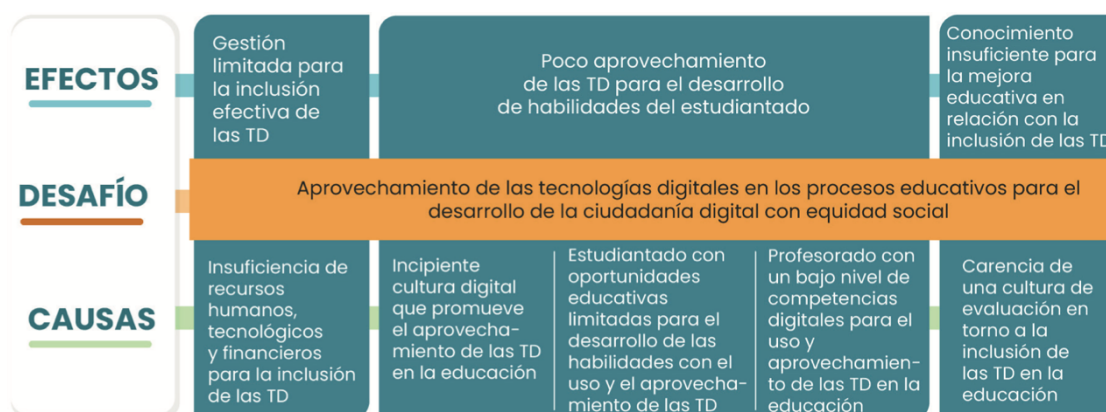 EFECTOS
Gestión
limitada para
la inclusión
efectiva de
las TD
Poco aprovechamiento
de las TD para el desarrollo
de habilidades del estudiantado
Conocimiento
insuficiente para
la mejora
educativa en
relación con la
inclusión de las TD
DESAFÍO
Aprovechamiento de las tecnologías digitales en los procesos educativos para el
desarrollo de la ciudadanía digital con equidad social
CAUSAS
Insuficiencia de
recursos
humanos,
tecnológicos
y financieros
para la inclusión
de las TD
Incipiente
cultura digital
que promueve
el aprovecha-
miento de las TD
en la educación
Estudiantado con
oportunidades
educativas
limitadas para el
desarrollo de las
habilidades con el
uso y el aprovecha-
miento de las TD
Profesorado con
un bajo nivel de
competencias
digitales para el
uso y
aprovechamien-
to de las TD en la
educación
Carencia de
una cultura de
evaluación en
torno a la
inclusión de
las TD en la
educación